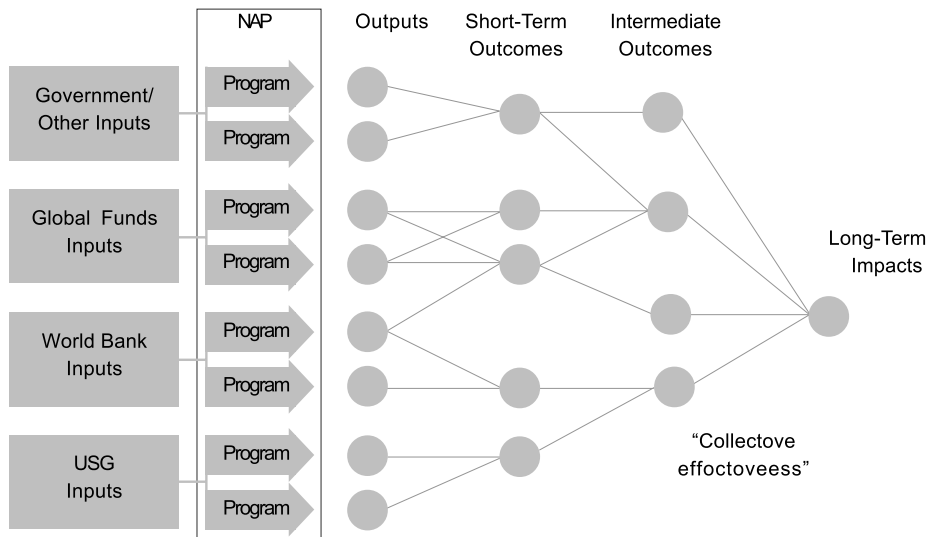 NAP
Outputs
Short-Term
Outcomes
Intermediate
Outcomes
Government/
Other Inputs
Program
Program
Global Funds
Inputs
Program
Program
World Bank
Inputs
Program
Program
USG
Inputs
Program
Program
Long-Term
Impacts
“Collectove
effoctoveess”